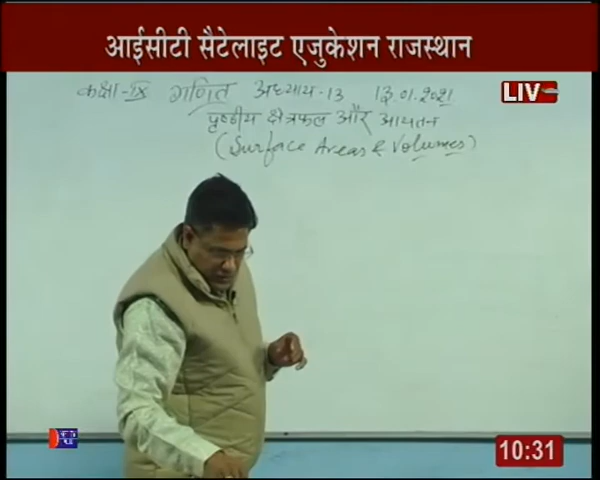 आईसीटी सैटेलाइट एजुकेशन राजस्थान
कक्षा-IX गणित अध्याय-13 13.01.2021
LIV
पृष्ठीय क्षेत्रफल और आयतन
(Surface Areas & Volumes)
10:31